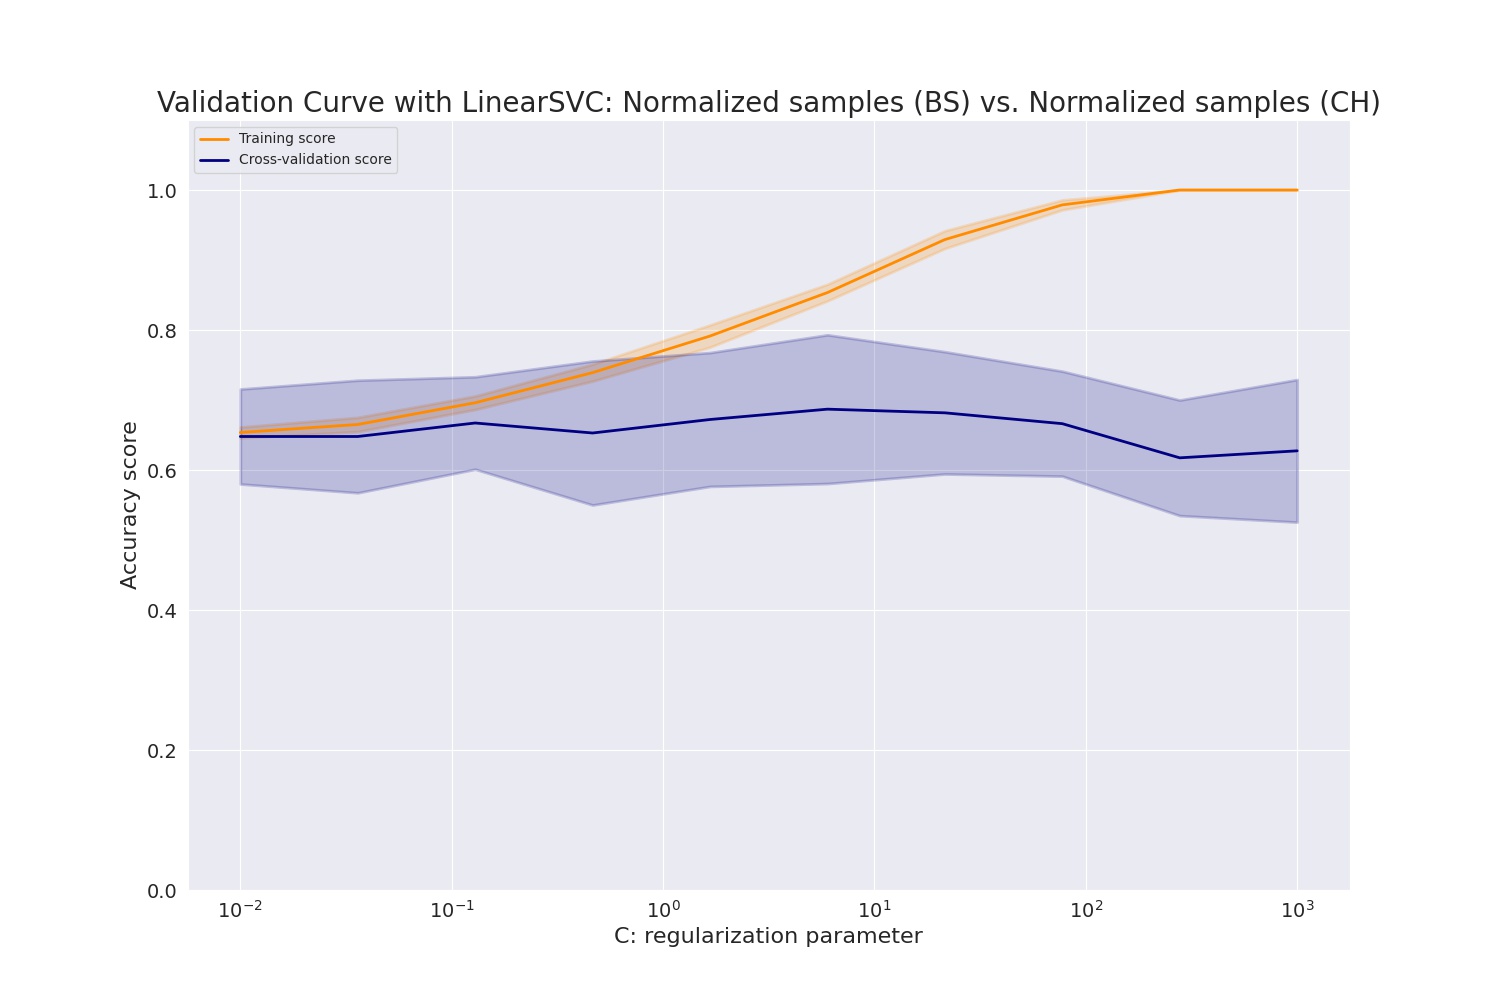 Validation Curve with LinearSVC: Normalized samples (BS) vs. Normalized samples (CH)
Training score
Cross-validation score
1.0
0.8
0.6
0.4
0.2
0.0
Accuracy score
10⁻² 10⁻¹ 10⁰ 10¹ 10² 10³
C: regularization parameter